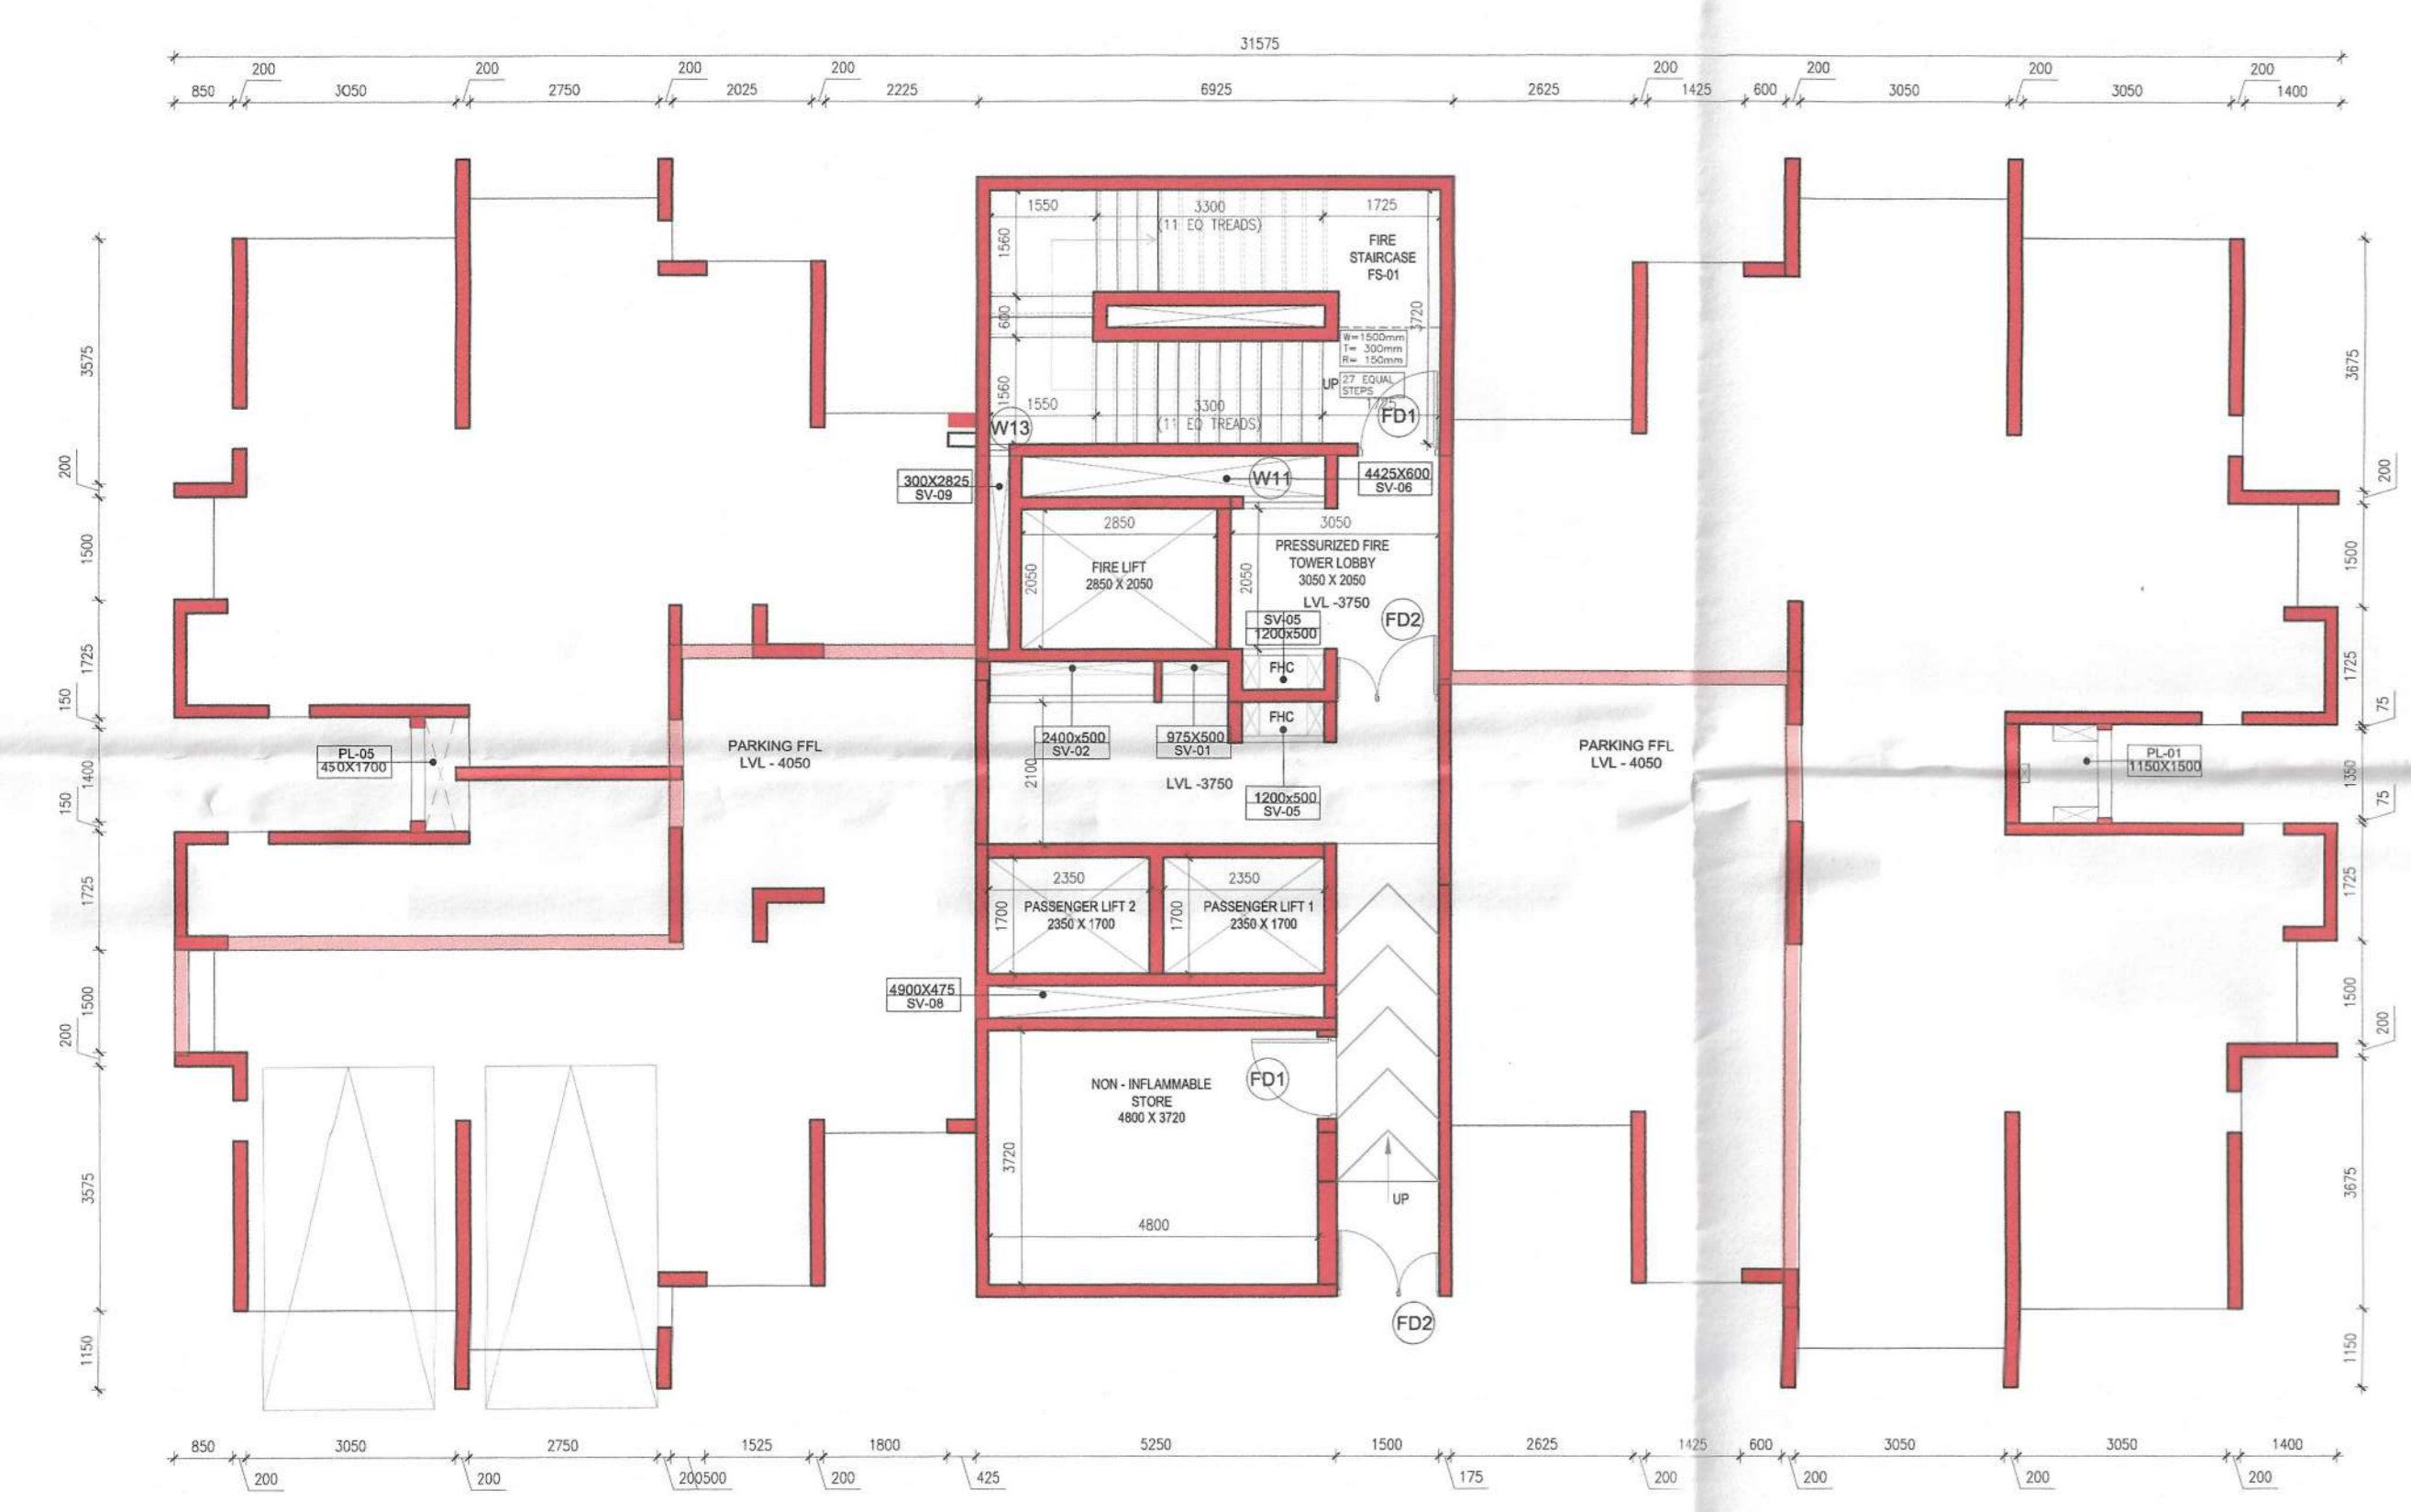 31575
200 200 200 200 200 200 200 200
850 3050 2750 2025 2225 6925 2625 1425 600 3050 3050 1400
1550 3300 1725
(11 EQ TREADS)
1560
FIRE
STAIRCASE
FS-01
600
3720
W=1500mm
T= 300mm
R= 150mm
UP
27 EQUAL
STEPS
1560
1550 3300 1725
(11 EQ TREADS)
FD1
W13
300X2825
SV-09
W11
4425X600
SV-06
2850
3050
FIRE LIFT
2850 X 2050
2050
PRESSURIZED FIRE
TOWER LOBBY
3050 X 2050
2050
LVL -3750
SV-05
1200x500
FD2
FHC
FHC
2400x500
SV-02
975X500
SV-01
2100
LVL -3750
1200x500
SV-05
PARKING FFL
LVL - 4050
PARKING FFL
LVL - 4050
PL-05
450X1700
PL-01
1150X1500
2350
2350
1700
PASSENGER LIFT 2
2350 X 1700
1700
PASSENGER LIFT 1
2350 X 1700
4900X475
SV-08
NON - INFLAMMABLE
STORE
4800 X 3720
FD1
3720
4800
UP
FD2
3575
200
1500
1725
150
1400
150
1725
1500
200
3575
1150
3675
200
1500
1725
75
1350
75
1725
1500
200
3675
1150
850 3050 2750 1525 1800 5250 1500 2625 1425 600 3050 3050 1400
200 200 200500 200 425 175 200 200 200 200